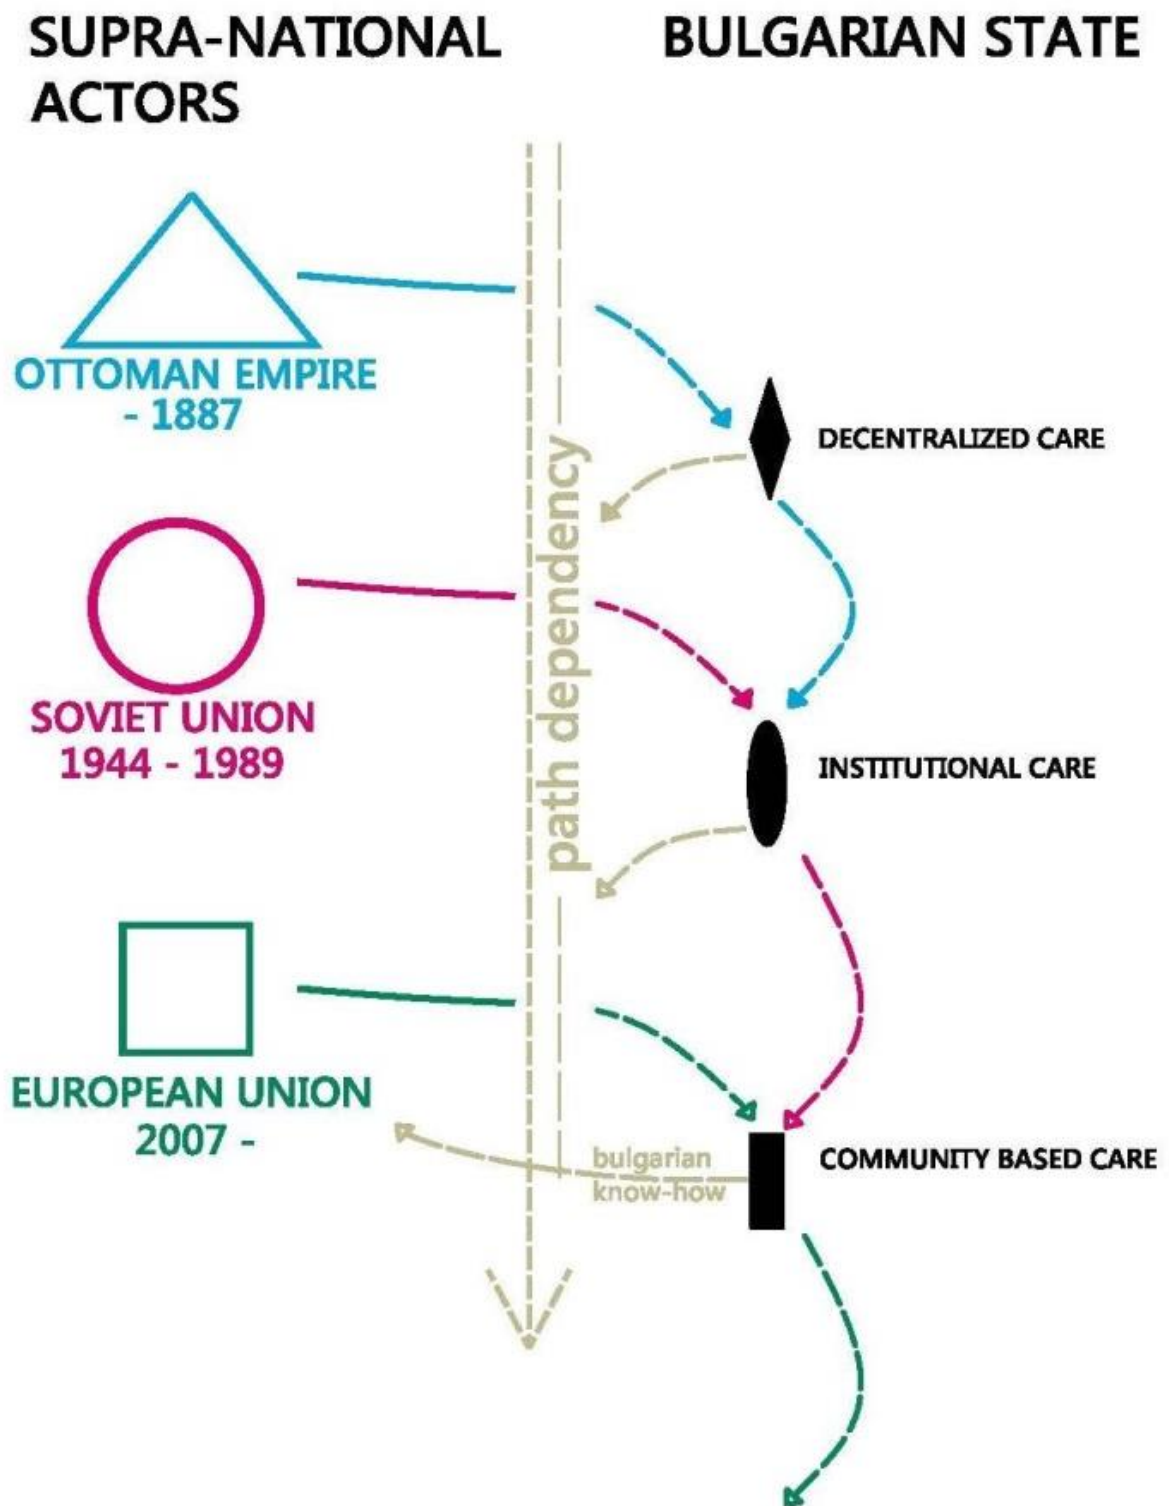 SUPRA-NATIONAL
ACTORS
BULGARIAN STATE
OTTOMAN EMPIRE
- 1887
DECENTRALIZED CARE
path dependency
SOVIET UNION
1944 - 1989
INSTITUTIONAL CARE
EUROPEAN UNION
2007 -
bulgarian
know-how
COMMUNITY BASED CARE